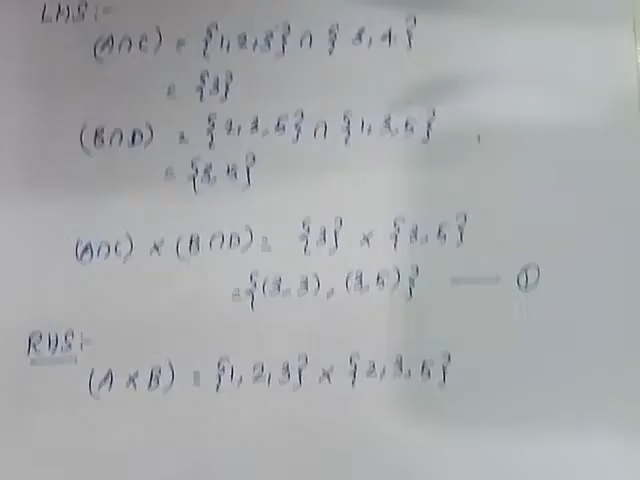 LHS:-
(A∩C) = {1,2,3} ∩ {3,4}
= {3}
(B∩D) = {2,3,5} ∩ {1,3,5}
= {3,5}
(A∩C) × (B∩D) = {3} × {3,5}
= {(3,3), (3,5)} —— ①
RHS:-
(A×B) = {1,2,3} × {2,3,5}